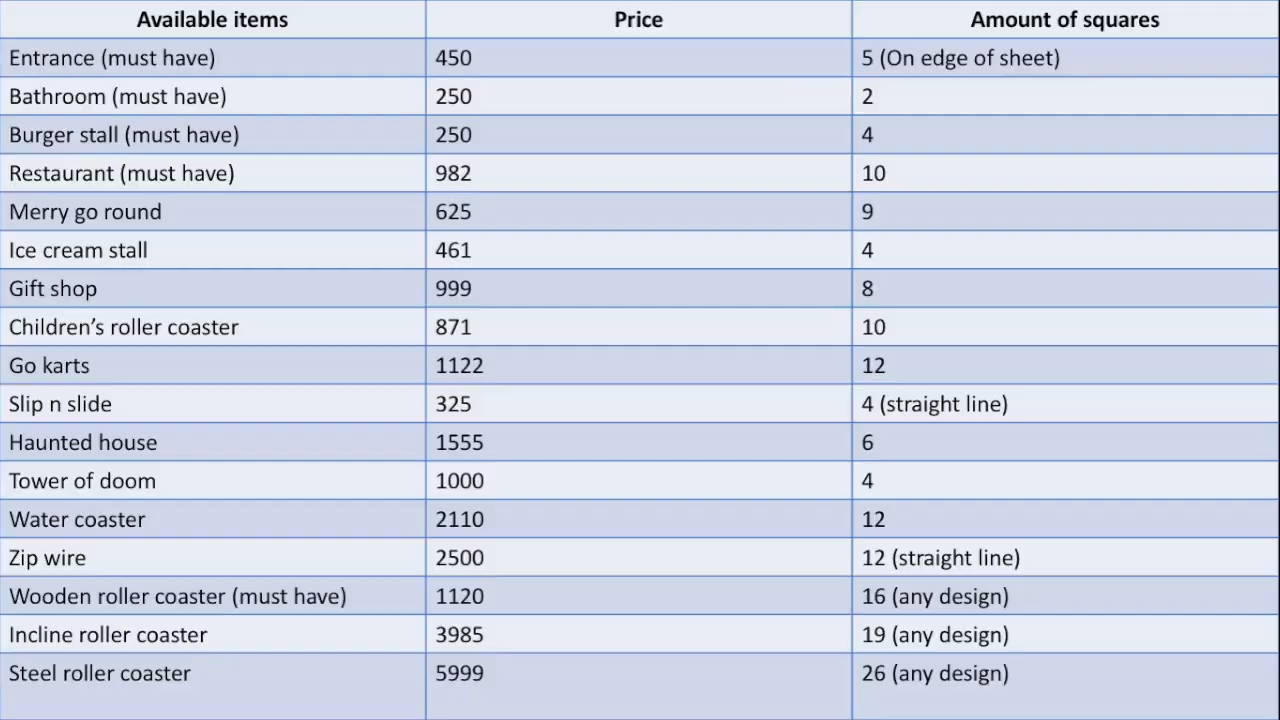 Available items Price Amount of squares
Entrance (must have) 450 5 (On edge of sheet)
Bathroom (must have) 250 2
Burger stall (must have) 250 4
Restaurant (must have) 982 10
Merry go round 625 9
Ice cream stall 461 4
Gift shop 999 8
Children’s roller coaster 871 10
Go karts 1122 12
Slip n slide 325 4 (straight line)
Haunted house 1555 6
Tower of doom 1000 4
Water coaster 2110 12
Zip wire 2500 12 (straight line)
Wooden roller coaster (must have) 1120 16 (any design)
Incline roller coaster 3985 19 (any design)
Steel roller coaster 5999 26 (any design)